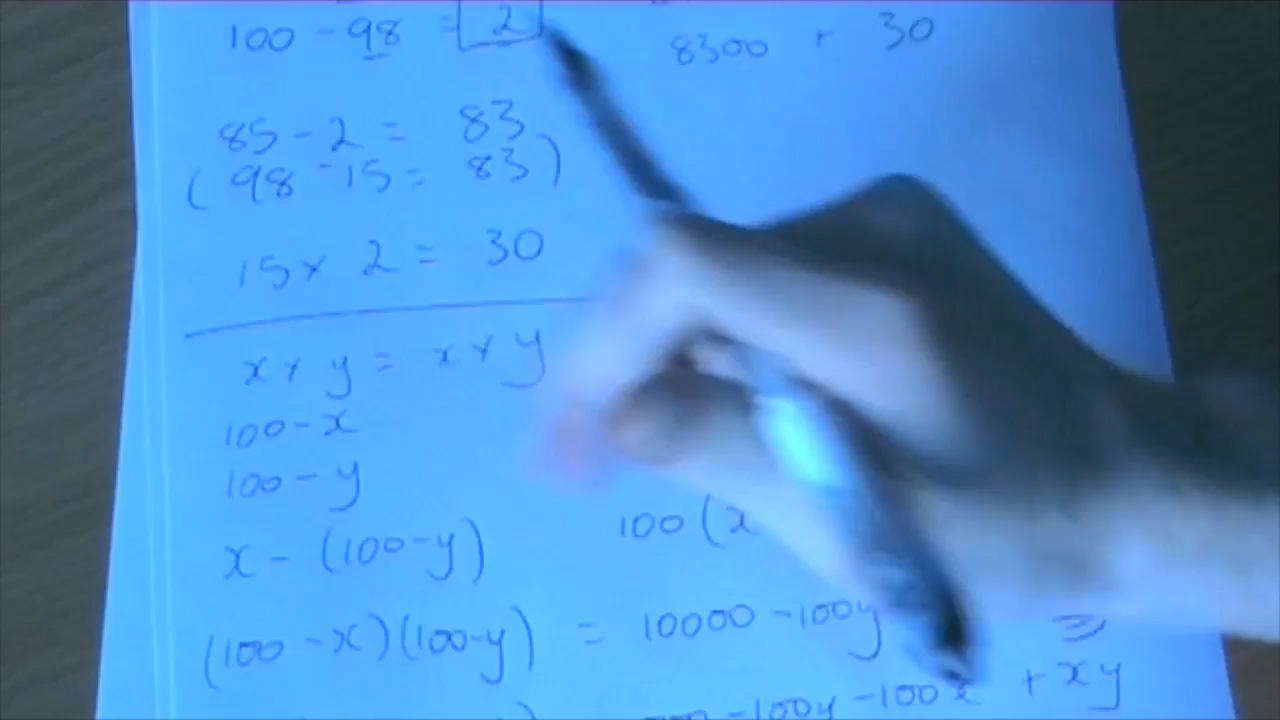 100 - 98 = 2
8300 + 30
85 - 2 = 83
(98 - 15 = 83)
15 x 2 = 30
x x y = x x y
100 - x
100 - y
x - (100 - y)
100 (x
(100 - x)(100 - y) = 10000 - 100y
- 100y - 100x + xy